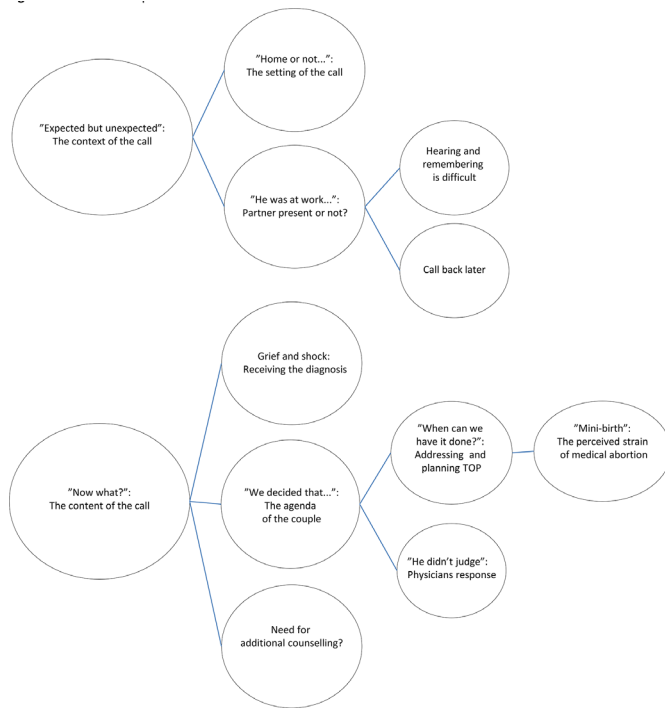 "Home or not...":
The setting of the call
"Expected but unexpected":
The context of the call
"He was at work...":
Partner present or not?
Hearing and
remembering
is difficult
Call back later
Grief and shock:
Receiving the diagnosis
"Now what?":
The content of the call
"We decided that...":
The agenda
of the couple
"When can we
have it done?":
Addressing and
planning TOP
"Mini-birth":
The perceived strain
of medical abortion
"He didn't judge":
Physicians response
Need for
additional counselling?